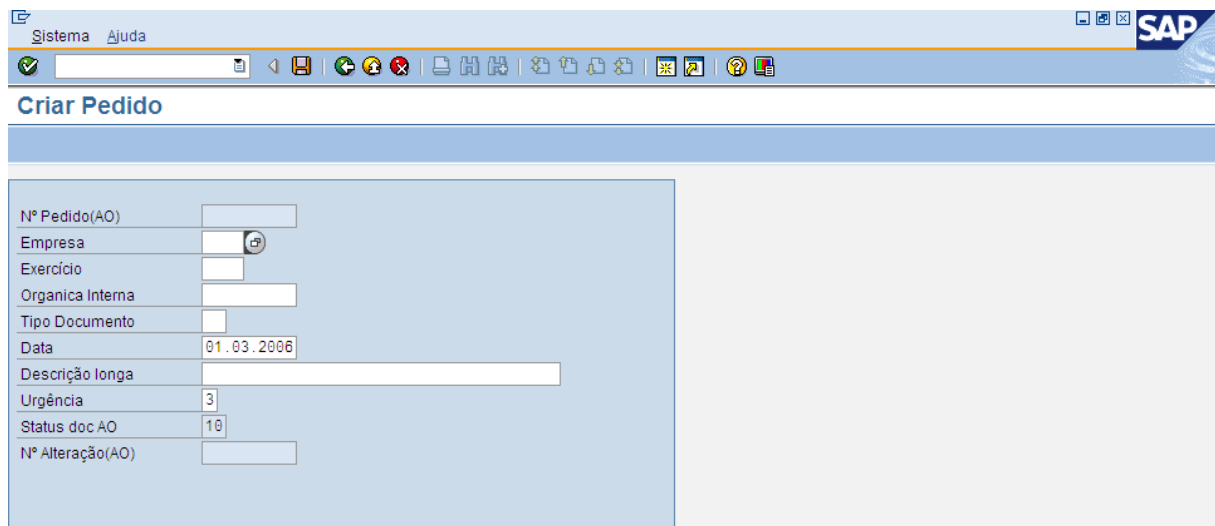 Sistema Ajuda
SAP
Criar Pedido
Nº Pedido(AO)
Empresa
Exercício
Organica Interna
Tipo Documento
Data 01.03.2006
Descrição longa
Urgência 3
Status doc AO 10
Nº Alteração(AO)